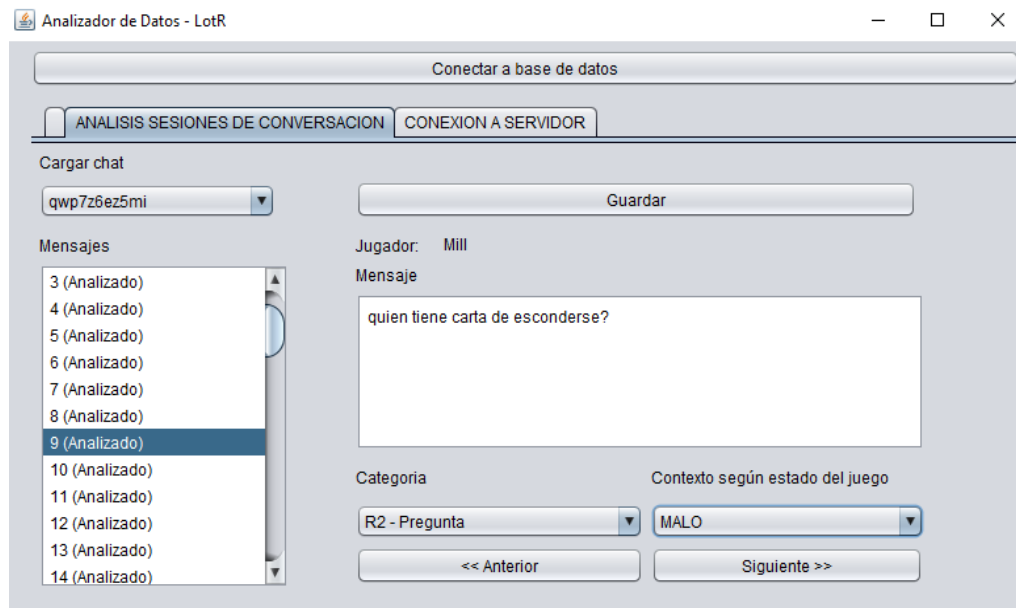 Analizador de Datos - LotR
Conectar a base de datos
ANALISIS SESIONES DE CONVERSACION
CONEXION A SERVIDOR
Cargar chat
qwp7z6ez5mi
Guardar
Mensajes
Jugador: Mill
Mensaje
3 (Analizado)
4 (Analizado)
5 (Analizado)
6 (Analizado)
7 (Analizado)
8 (Analizado)
9 (Analizado)
10 (Analizado)
11 (Analizado)
12 (Analizado)
13 (Analizado)
14 (Analizado)
quien tiene carta de esconderse?
Categoria
Contexto según estado del juego
R2 - Pregunta
MALO
<< Anterior
Siguiente >>